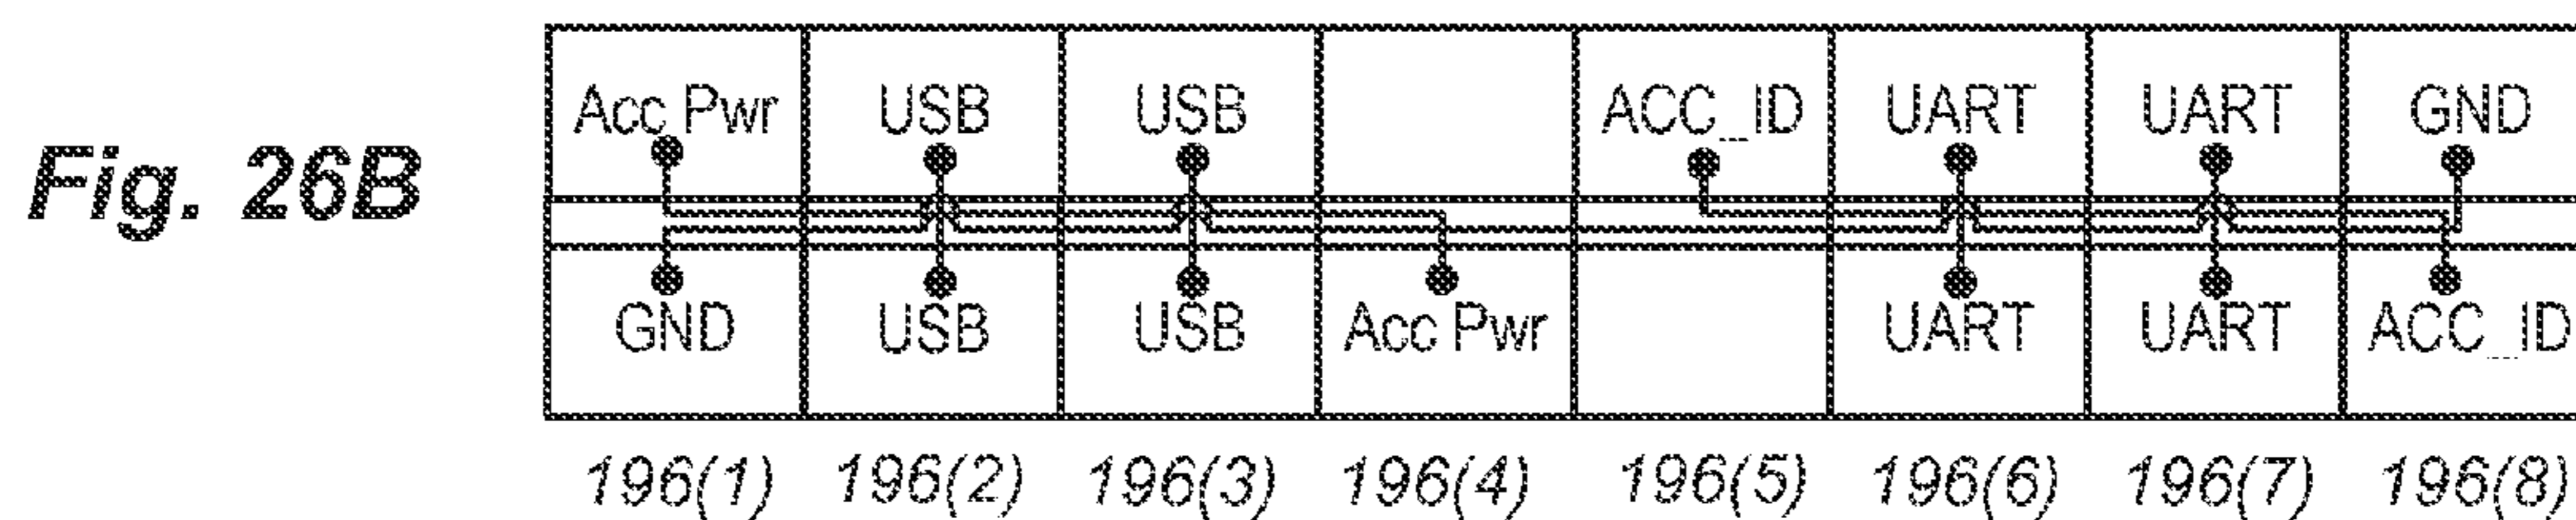 Acc Pwr USB USB ACC_ID UART UART GND
Fig. 26B
GND USB USB Acc Pwr UART UART ACC_ID
196(1) 196(2) 196(3) 196(4) 196(5) 196(6) 196(7) 196(8)